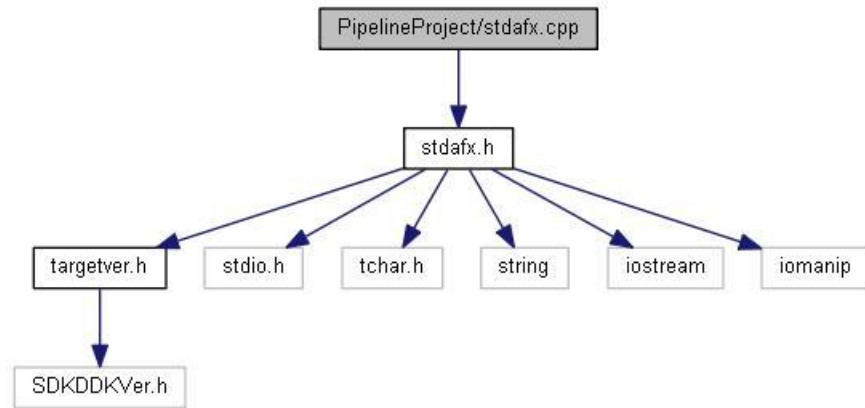 PipelineProject/stdafx.cpp
stdafx.h
targetver.h
stdio.h
tchar.h
string
iostream
iomanip
SDKDDKVer.h